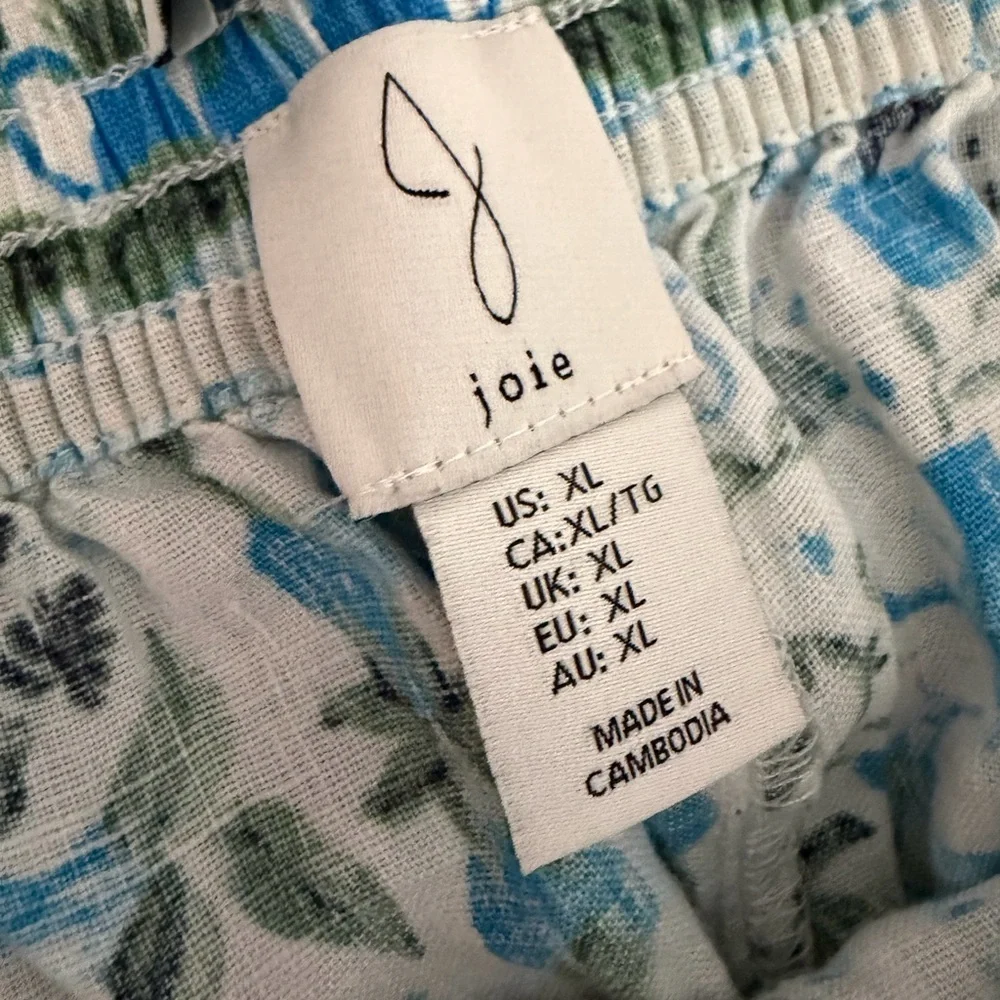 joie
US: XL
CA:XL/TG
UK: XL
EU: XL
AU: XL
MADE IN
CAMBODIA